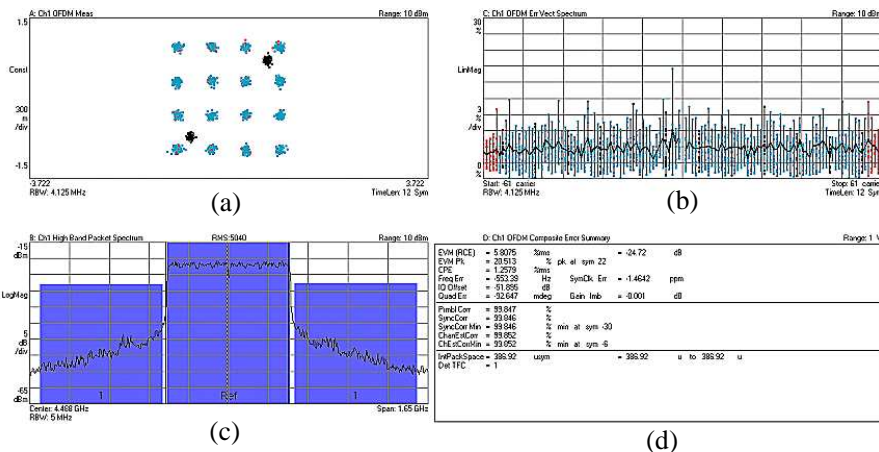 A: Ch1 OFDM Meas Range: 10 dBm
1.5
Const
300
m
/div
-1.5
-3.722 3.722
RBW: 4.125 MHz TimeLen: 12 Sym
(a)
C: Ch1 OFDM Err Vect Spectrum Range: 10 dBm
30
%
LinMag
3
%
/div
0
%
Start: -61 carrier Stop: 61 carrier
RBW: 4.125 MHz TimeLen: 12 Sym
(b)
B: Ch1 High Band Packet Spectrum RMS:5040 Range: 10 dBm
-15
dBm
LogMag
5
dB
/div
-65
dBm
1 Ref 1
Center: 4.488 GHz Span: 1.65 GHz
RBW: 5 MHz
(c)
D: Ch1 OFDM Composite Error Summary Range: 1 V
EVM (RCE) = 5.8075 %rms = -24.72 dB
EVM Pk = 20.513 % pk at sym 22
CPE = 1.2579 %rms
Freq Err = -553.39 Hz SymClk Err = -1.4642 ppm
IQ Offset = -51.895 dB
Quad Err = -92.647 mdeg Gain Imb = -0.001 dB
PmblCorr = 99.847 %
SyncCorr = 99.846 %
SyncCorrMin = 99.846 % min at sym -30
ChanEstCorr = 99.852 %
ChEstCorrMin = 99.852 % min at sym -6
IntPackSpace = 386.92 usym = 386.92 u to 386.92 u
Det TFC = 1
(d)